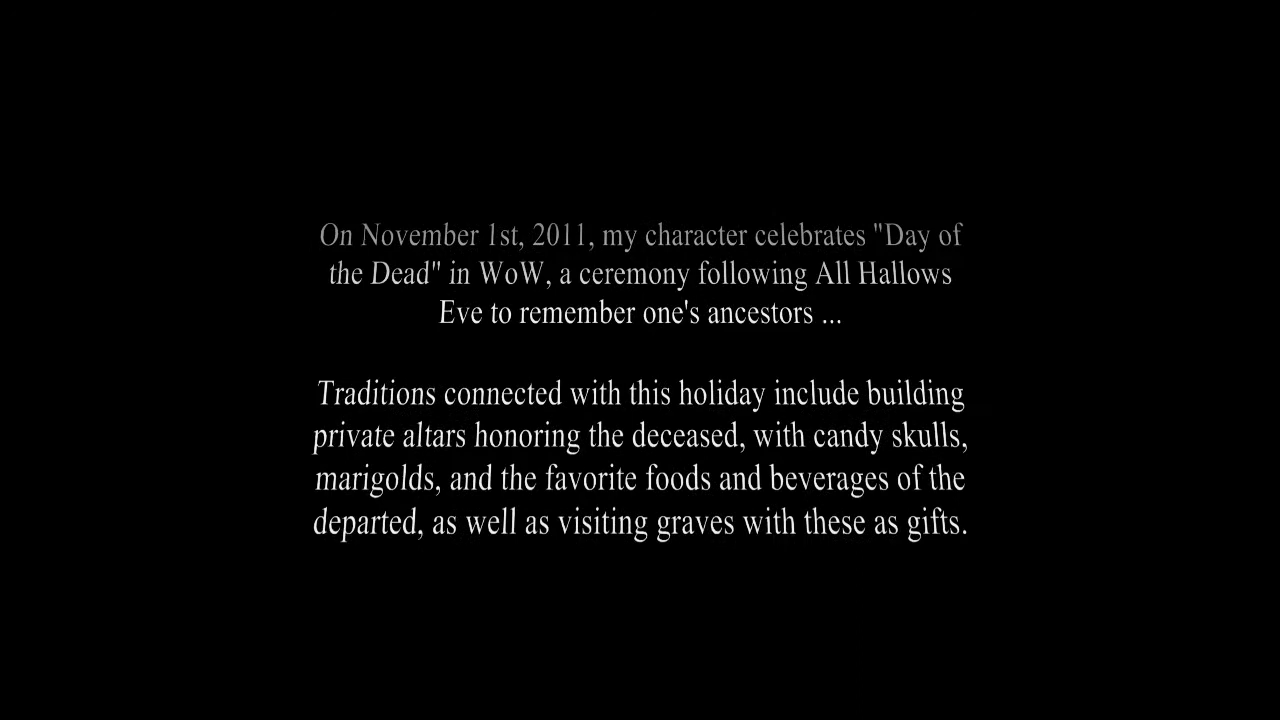 On November 1st, 2011, my character celebrates "Day of
the Dead" in WoW, a ceremony following All Hallows
Eve to remember one's ancestors ...
Traditions connected with this holiday include building
private altars honoring the deceased, with candy skulls,
marigolds, and the favorite foods and beverages of the
departed, as well as visiting graves with these as gifts.